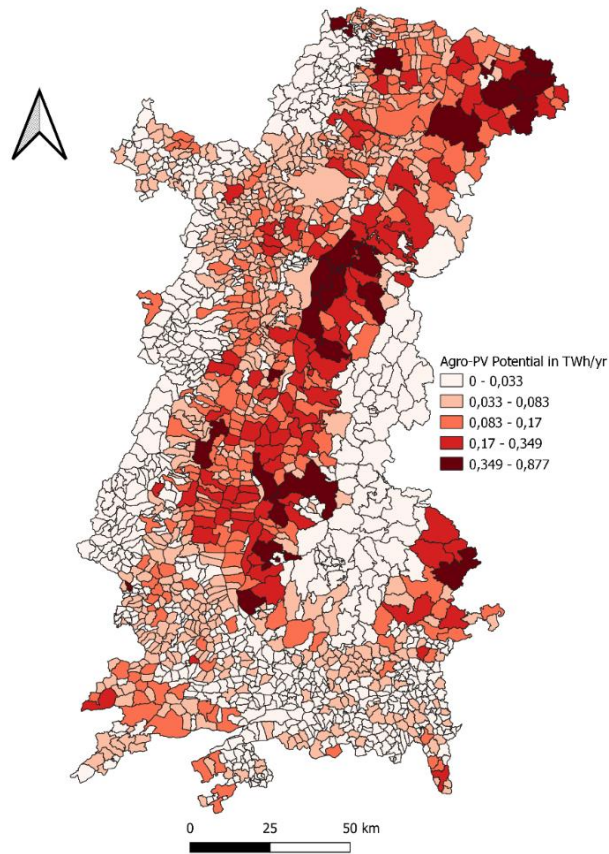 Agro-PV Potential in TWh/yr
0 - 0,033
0,033 - 0,083
0,083 - 0,17
0,17 - 0,349
0,349 - 0,877
0 25 50 km